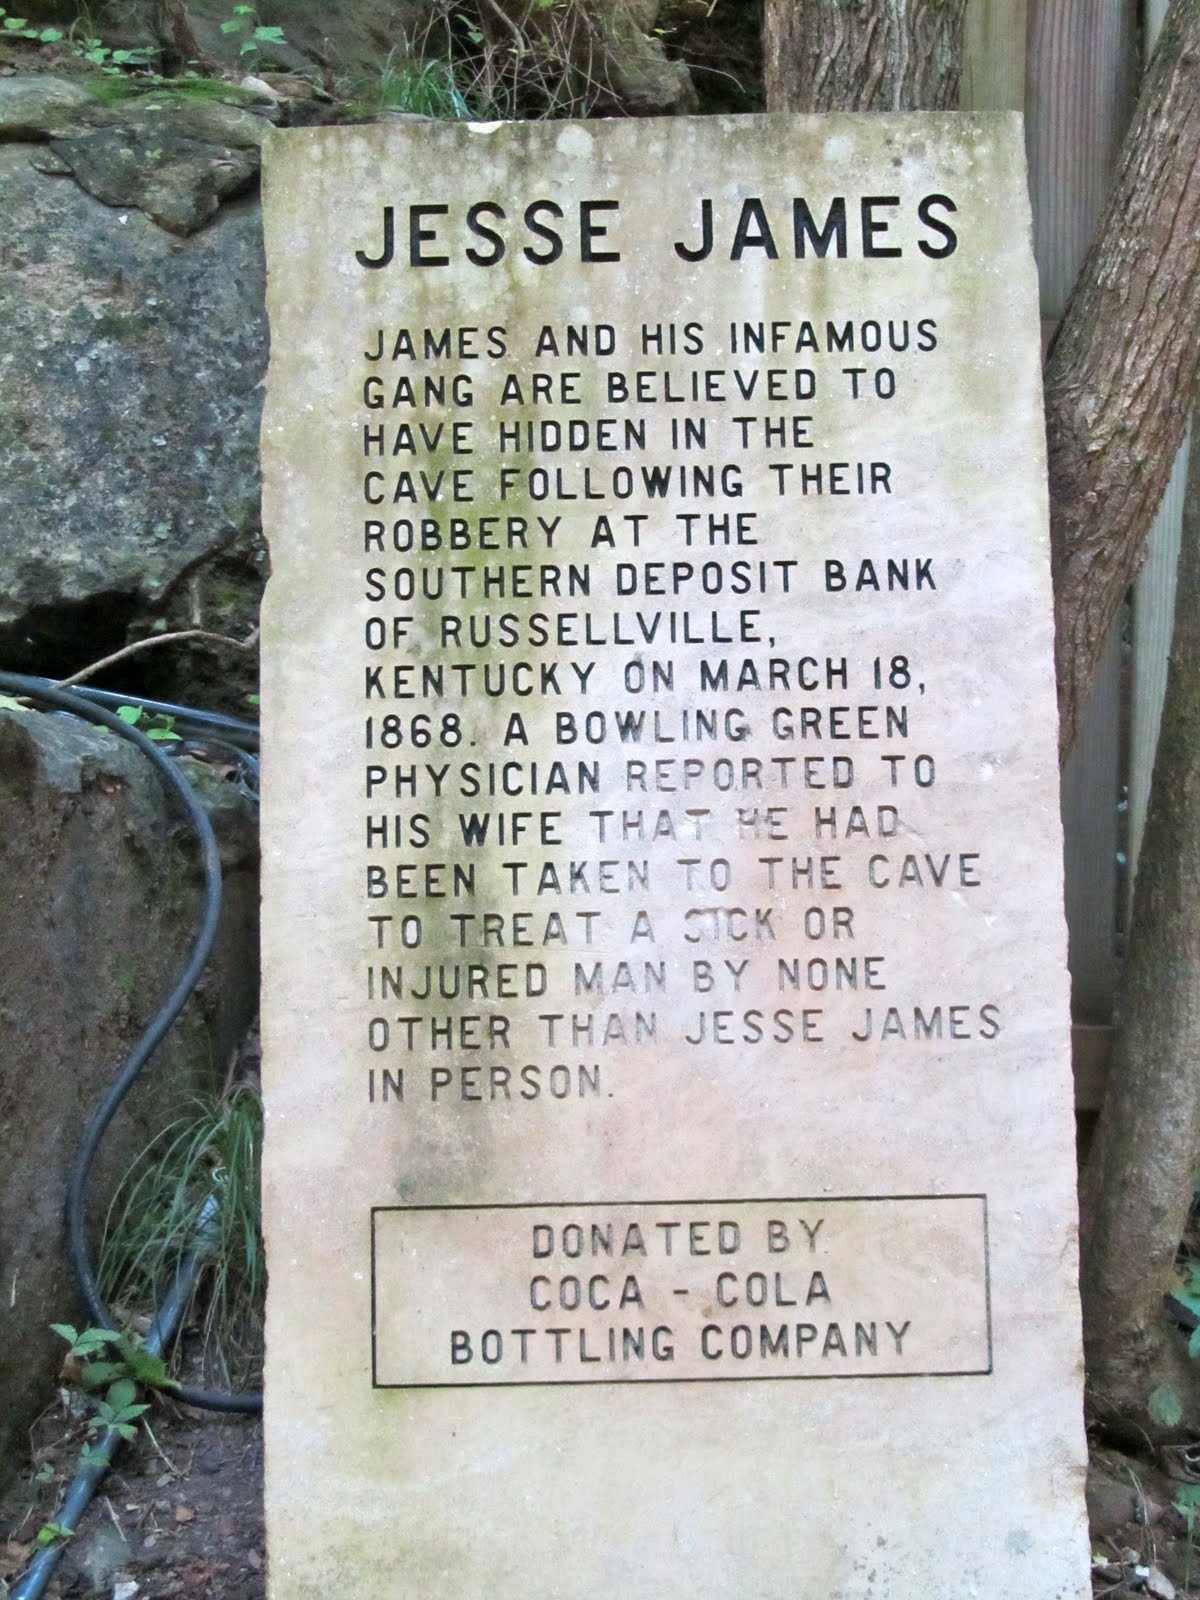 JESSE JAMES
JAMES AND HIS INFAMOUS
GANG ARE BELIEVED TO
HAVE HIDDEN IN THE
CAVE FOLLOWING THEIR
ROBBERY AT THE
SOUTHERN DEPOSIT BANK
OF RUSSELLVILLE,
KENTUCKY ON MARCH 18,
1868. A BOWLING GREEN
PHYSICIAN REPORTED TO
HIS WIFE THAT HE HAD
BEEN TAKEN TO THE CAVE
TO TREAT A SICK OR
INJURED MAN BY NONE
OTHER THAN JESSE JAMES
IN PERSON.
DONATED BY
COCA - COLA
BOTTLING COMPANY